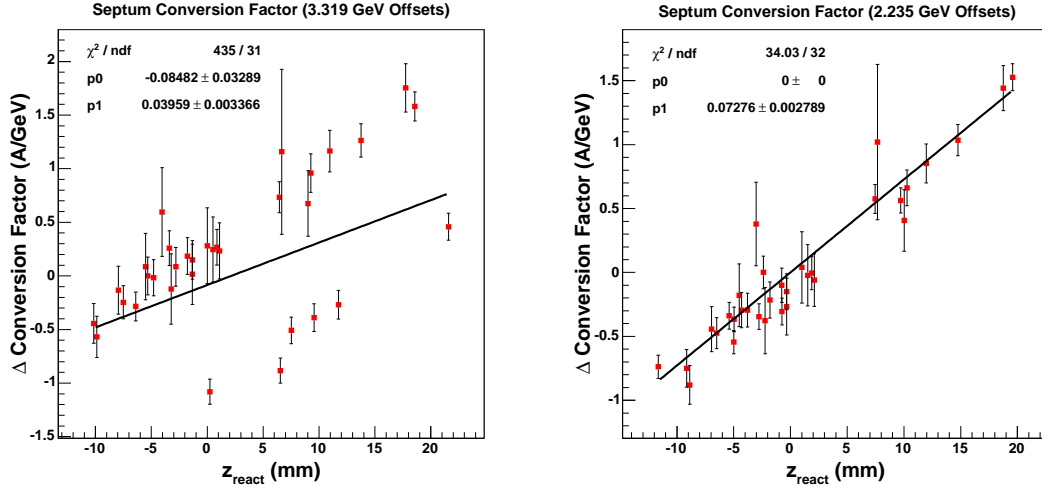 Septum Conversion Factor (3.319 GeV Offsets)
χ² / ndf 435 / 31
p0 -0.08482 ± 0.03289
p1 0.03959 ± 0.003366
Δ Conversion Factor (A/GeV)
2
1.5
1
0.5
0
-0.5
-1
-1.5
-10 -5 0 5 10 15 20
z_react (mm)
Septum Conversion Factor (2.235 GeV Offsets)
χ² / ndf 34.03 / 32
p0 0 ± 0
p1 0.07276 ± 0.002789
Δ Conversion Factor (A/GeV)
1.5
1
0.5
0
-0.5
-1
-10 -5 0 5 10 15 20
z_react (mm)